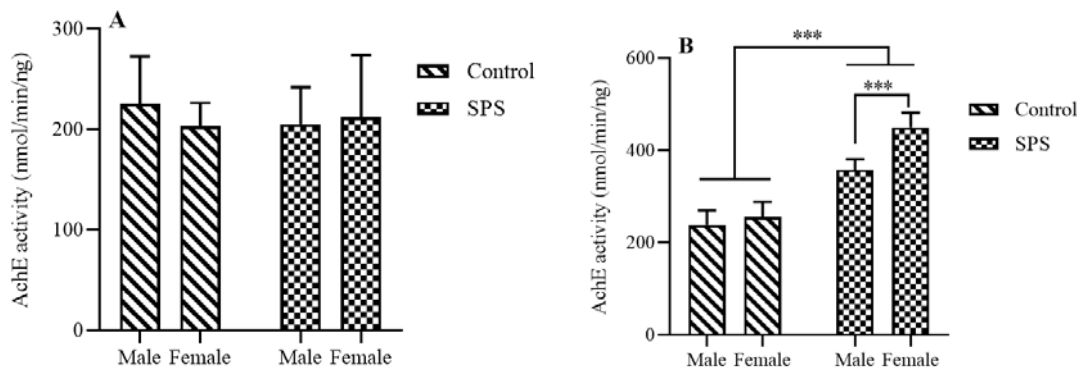 A
AchE activity (nmol/min/ng)
300
200
100
0
Male Female Male Female
Control
SPS
B
AchE activity (nmol/min/ng)
600
400
200
0
***
***
Male Female Male Female
Control
SPS